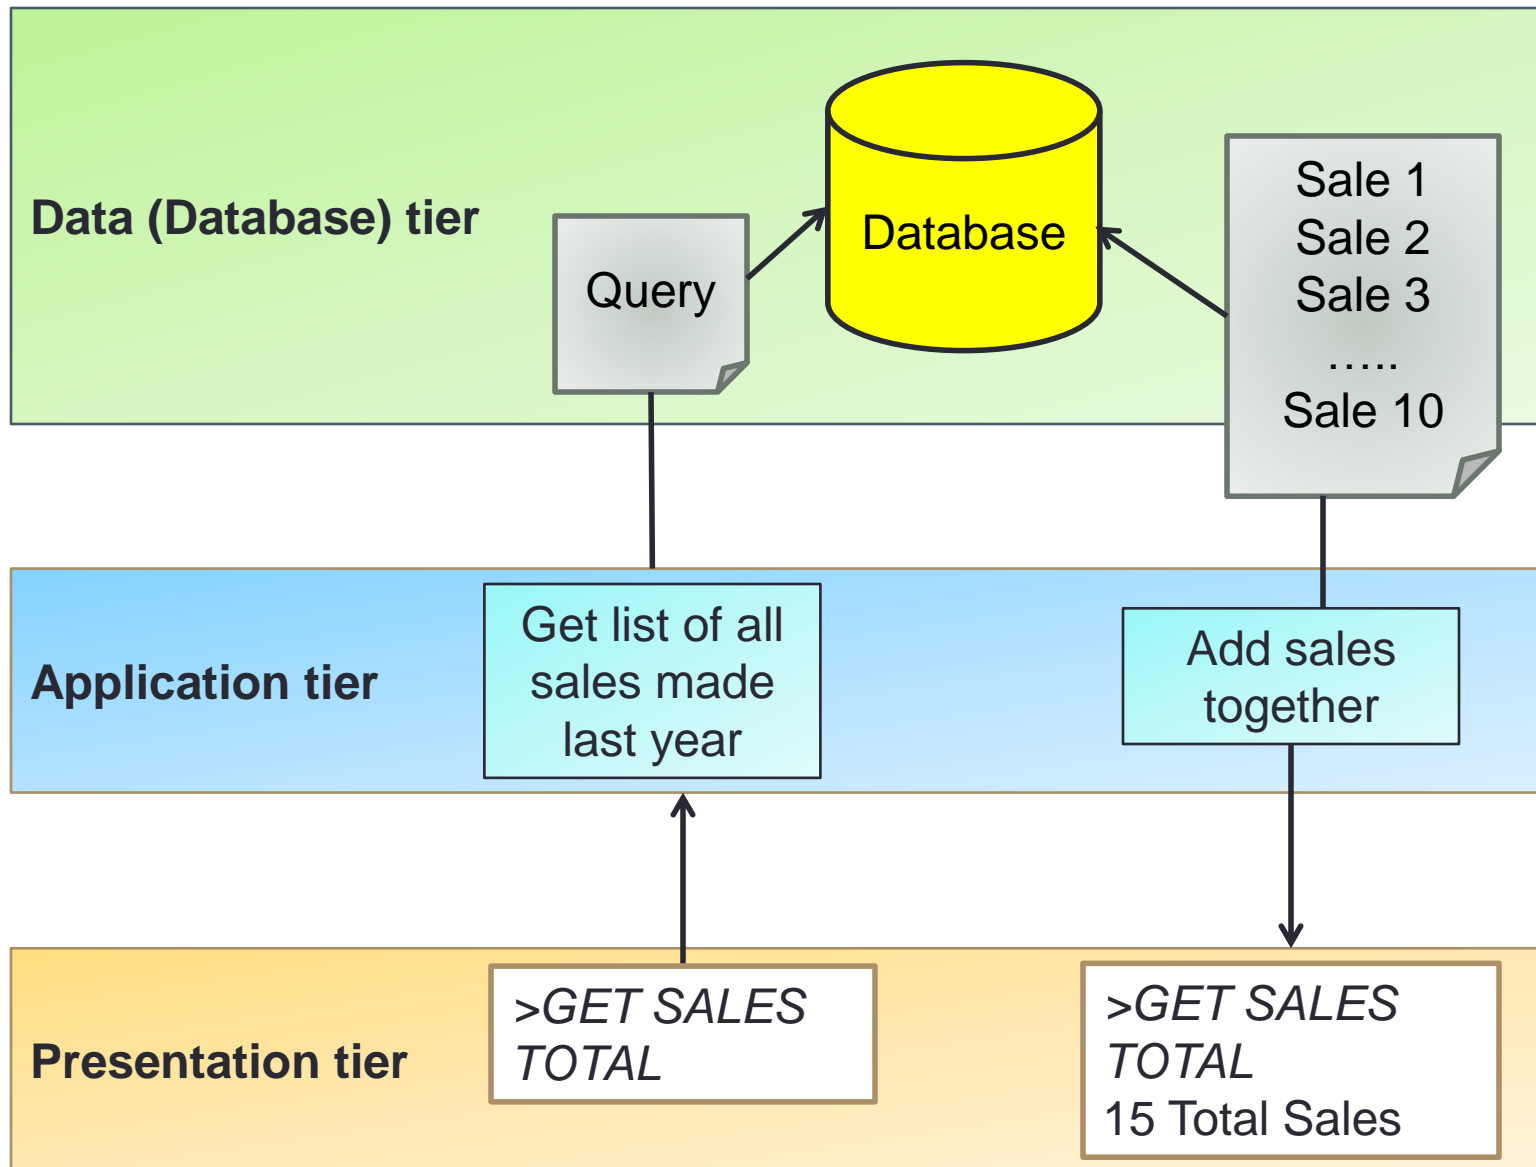 Data (Database) tier
Query
Database
Sale 1
Sale 2
Sale 3
…..
Sale 10
Application tier
Get list of all
sales made
last year
Add sales
together
Presentation tier
>GET SALES
TOTAL
>GET SALES
TOTAL
15 Total Sales